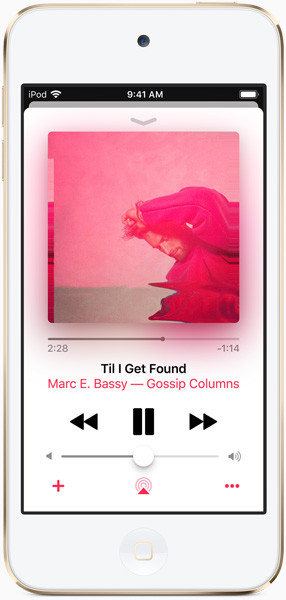 iPod 9:41 AM
2:28 -1:14
Til I Get Found
Marc E. Bassy — Gossip Columns